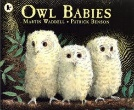 OWL BABIES
MARTIN WADDELL • PATRICK BENSON